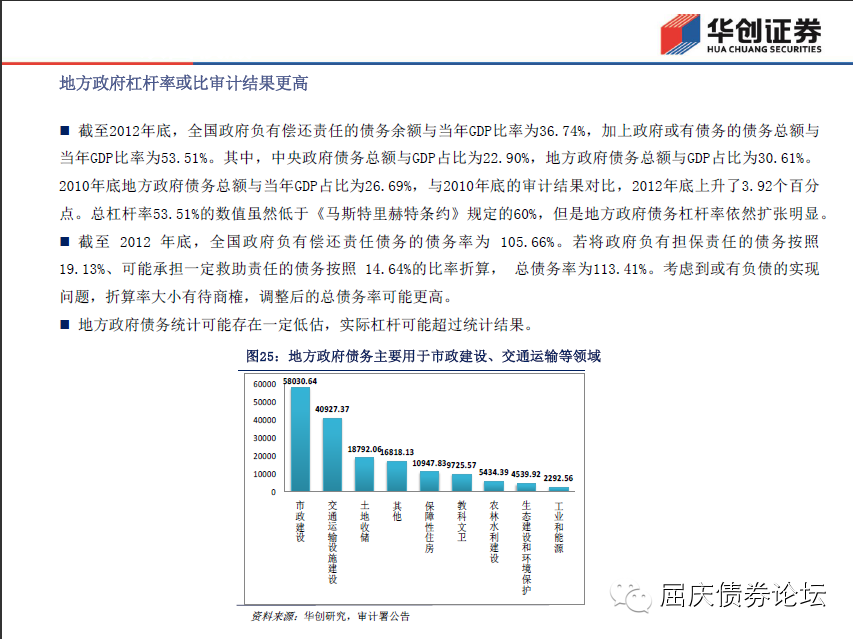 华创证券
HUA CHUANG SECURITIES
地方政府杠杆率或比审计结果更高
■ 截至2012年底，全国政府负有偿还责任的债务余额与当年GDP比率为36.74%，加上政府或有债务的债务总额与
当年GDP比率为53.51%。其中，中央政府债务总额与GDP占比为22.90%，地方政府债务总额与GDP占比为30.61%。
2010年底地方政府债务总额与当年GDP占比为26.69%，与2010年底的审计结果对比，2012年底上升了3.92个百分
点。总杠杆率53.51%的数值虽然低于《马斯特里赫特条约》规定的60%，但是地方政府债务杠杆率依然扩张明显。
■ 截至 2012 年底，全国政府负有偿还责任债务的债务率为 105.66%。若将政府负有担保责任的债务按照
19.13%、可能承担一定救助责任的债务按照 14.64%的比率折算， 总债务率为113.41%。考虑到或有负债的实现
问题，折算率大小有待商榷，调整后的总债务率可能更高。
■ 地方政府债务统计可能存在一定低估，实际杠杆可能超过统计结果。
图25：地方政府债务主要用于市政建设、交通运输等领域
60000
50000
40000
30000
20000
10000
0
58030.64
40927.37
18792.06
16818.13
10947.83
9725.57
5434.39
4539.92
2292.56
市政建设
交通运输设施建设
土地收储
其他
保障性住房
教科文卫
农林水利建设
生态建设和环境保护
工业和能源
资料来源：华创研究，审计署公告
屈庆债券论坛